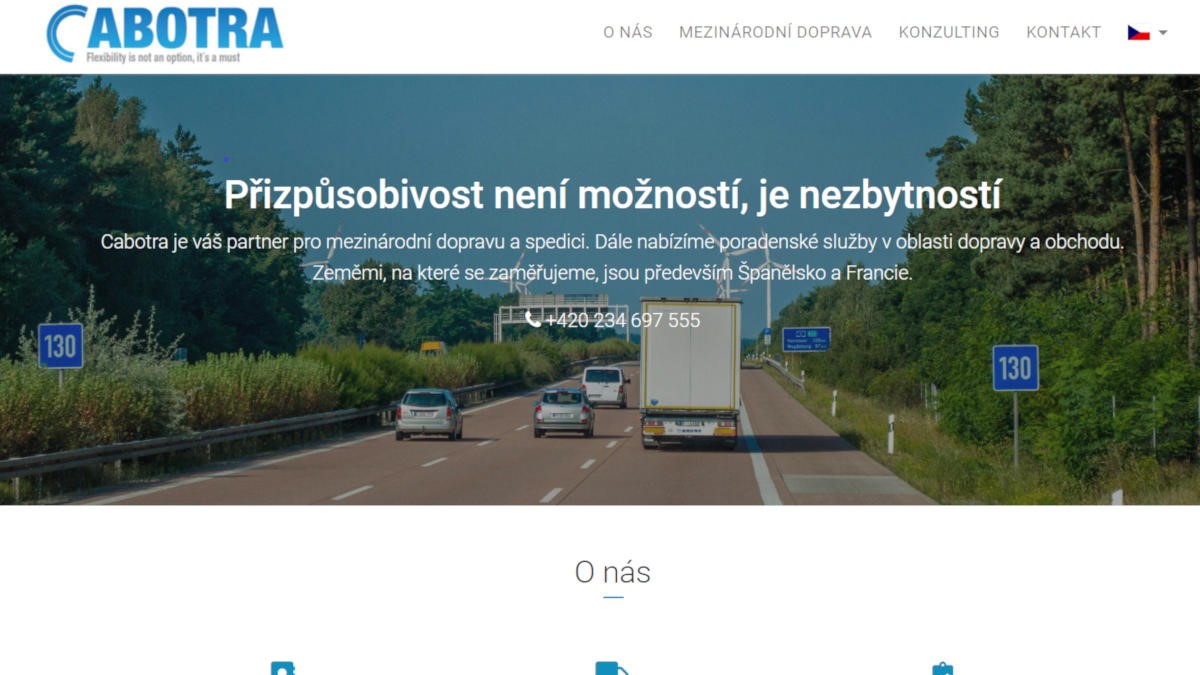 CABOTRA
Flexibility is not an option, it's a must
O NÁS
MEZINÁRODNÍ DOPRAVA
KONZULTING
KONTAKT
Přizpůsobivost není možností, je nezbytností
Cabotra je váš partner pro mezinárodní dopravu a spedici. Dále nabízíme poradenské služby v oblasti dopravy a obchodu.
Zeměmi, na které se zaměřujeme, jsou především Španělsko a Francie.
+420 234 697 555
130
130
O nás